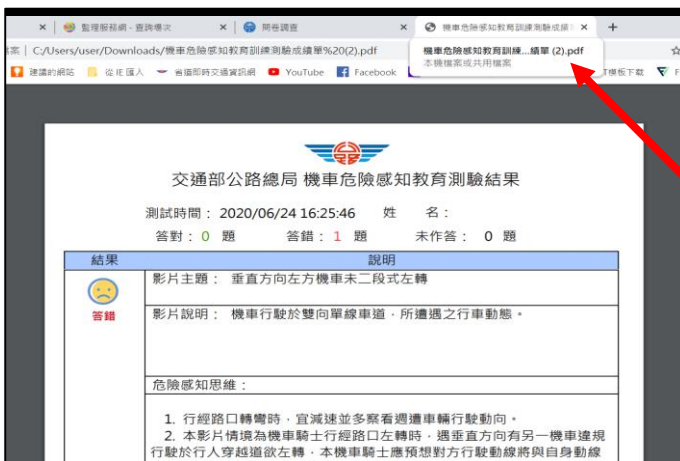 監理服務網-查詢場次
問卷調查
機車危險感知教育訓練測驗成績
案 | C:/Users/user/Downloads/機車危險感知教育訓練測驗成績單%20(2).pdf
機車危險感知教育訓練...績單 (2).pdf
本機檔案或共用檔案
建議的網站
從 IE 匯入
省道即時交通資訊網
YouTube
Facebook
模板下載
F
交通部公路總局 機車危險感知教育測驗結果
測試時間： 2020/06/24 16:25:46 姓 名：
答對：0 題 答錯：1 題 未作答： 0 題
結果 說明
影片主題： 垂直方向左方機車未二段式左轉
答錯
影片說明： 機車行駛於雙向單線車道，所遭遇之行車動態。
危險感知思維：
1. 行經路口轉彎時，宜減速並多察看週遭車輛行駛動向。
2. 本影片情境為機車騎士行經路口左轉時，遇垂直方向有另一機車違規
行駛於行人穿越道欲左轉，本機車騎士應預想對方行駛動線將與自身動線